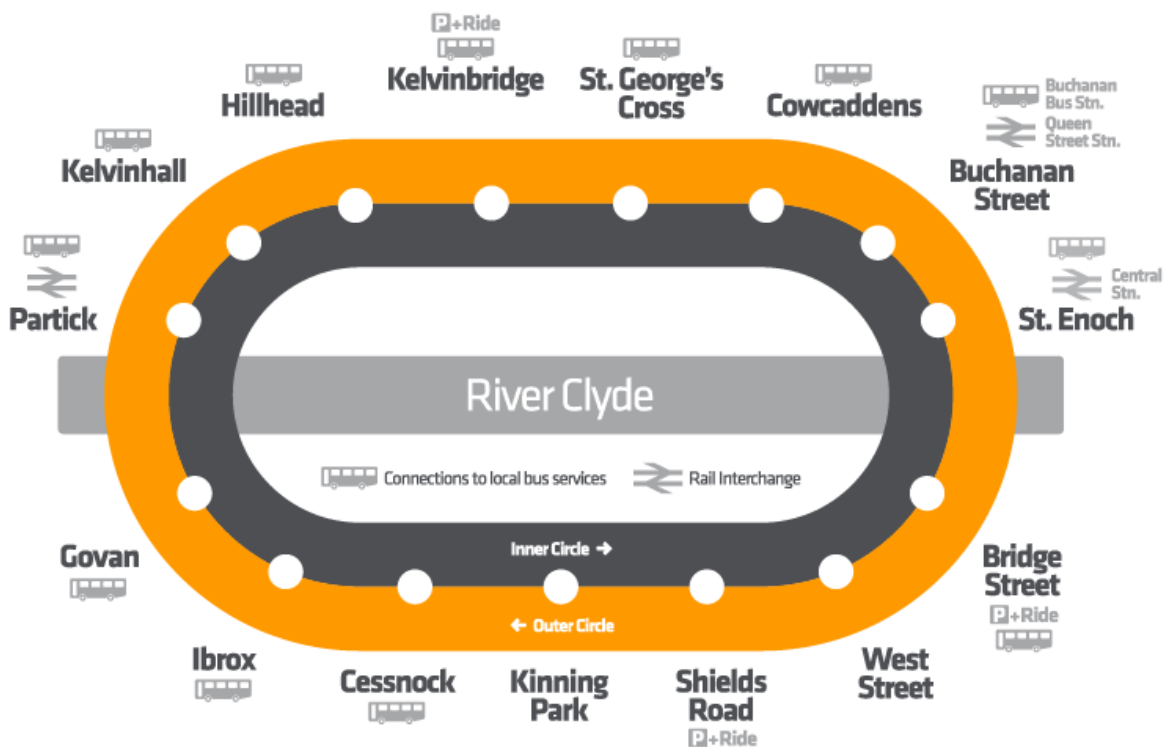 P+Ride
Kelvinbridge
St. George's
Cross
Hillhead
Cowcaddens
Buchanan
Bus Stn.
Queen
Street Stn.
Kelvinhall
Buchanan
Street
Central
Stn.
Partick
St. Enoch
River Clyde
Connections to local bus services
Rail Interchange
Inner Circle →
← Outer Circle
Govan
Bridge
Street
P+Ride
Ibrox
Cessnock
Kinning
Park
Shields
Road
P+Ride
West
Street